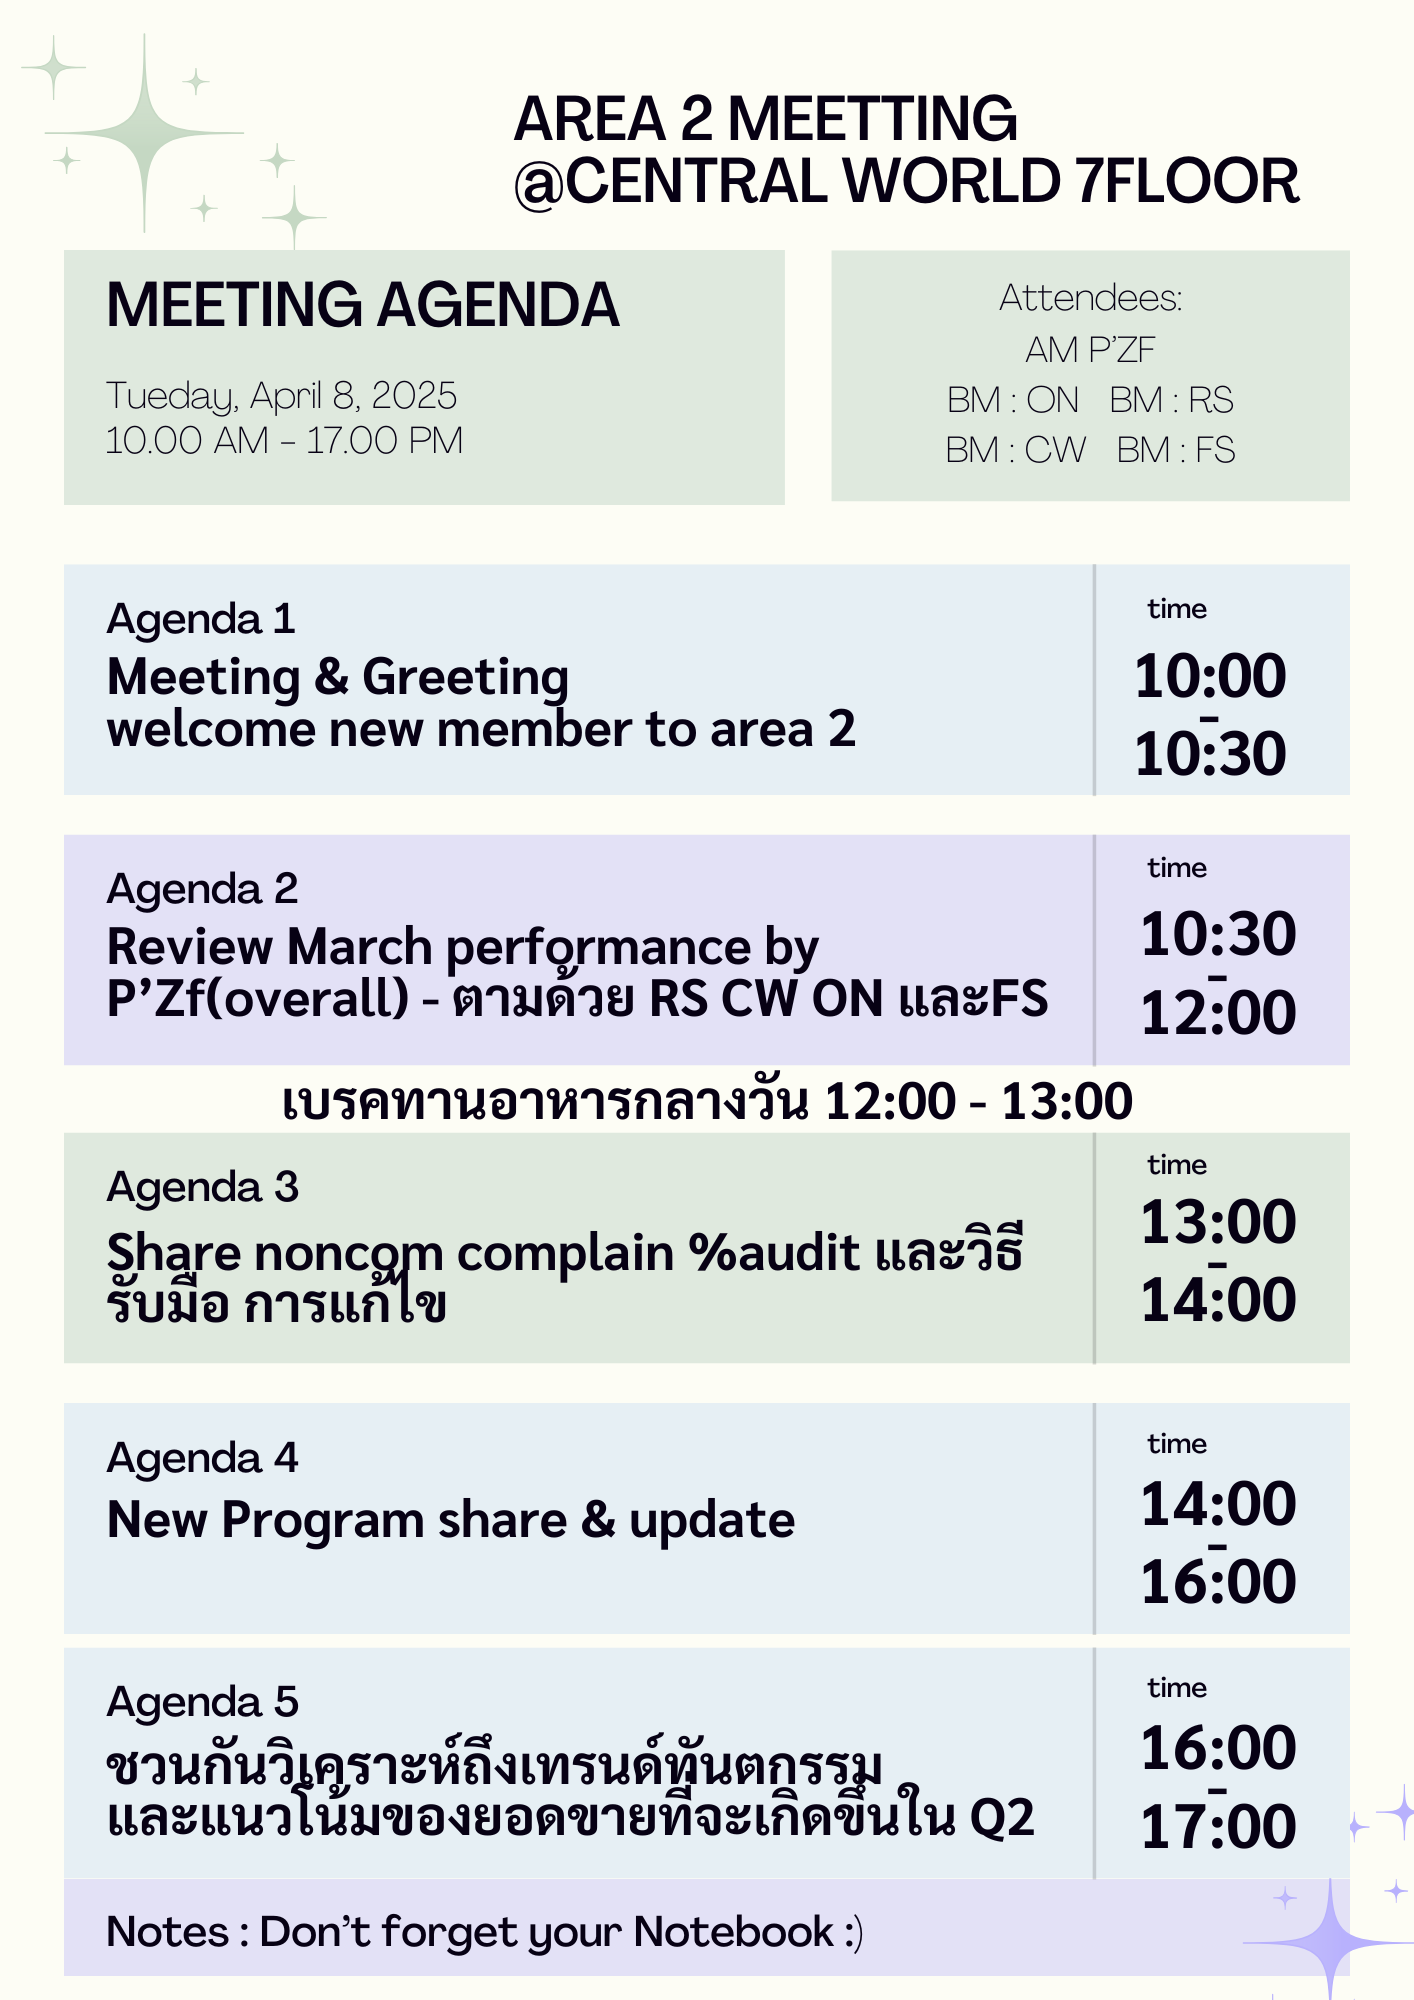 AREA 2 MEETTING
@CENTRAL WORLD 7FLOOR
MEETING AGENDA
Tueday, April 8, 2025
10.00 AM – 17.00 PM
Attendees:
AM P’ZF
BM : ON BM : RS
BM : CW BM : FS
Agenda 1
Meeting & Greeting
welcome new member to area 2
time
10:00
-
10:30
Agenda 2
Review March performance by
P’Zf(overall) - ตามด้วย RS CW ON และFS
time
10:30
-
12:00
เบรคทานอาหารกลางวัน 12:00 - 13:00
Agenda 3
Share noncom complain %audit และวิธี
รับมือ การแก้ไข
time
13:00
-
14:00
Agenda 4
New Program share & update
time
14:00
-
16:00
Agenda 5
ชวนกันวิเคราะห์ถึงเทรนด์ทันตกรรม
และแนวโน้มของยอดขายที่จะเกิดขึ้นใน Q2
time
16:00
-
17:00
Notes : Don’t forget your Notebook :)